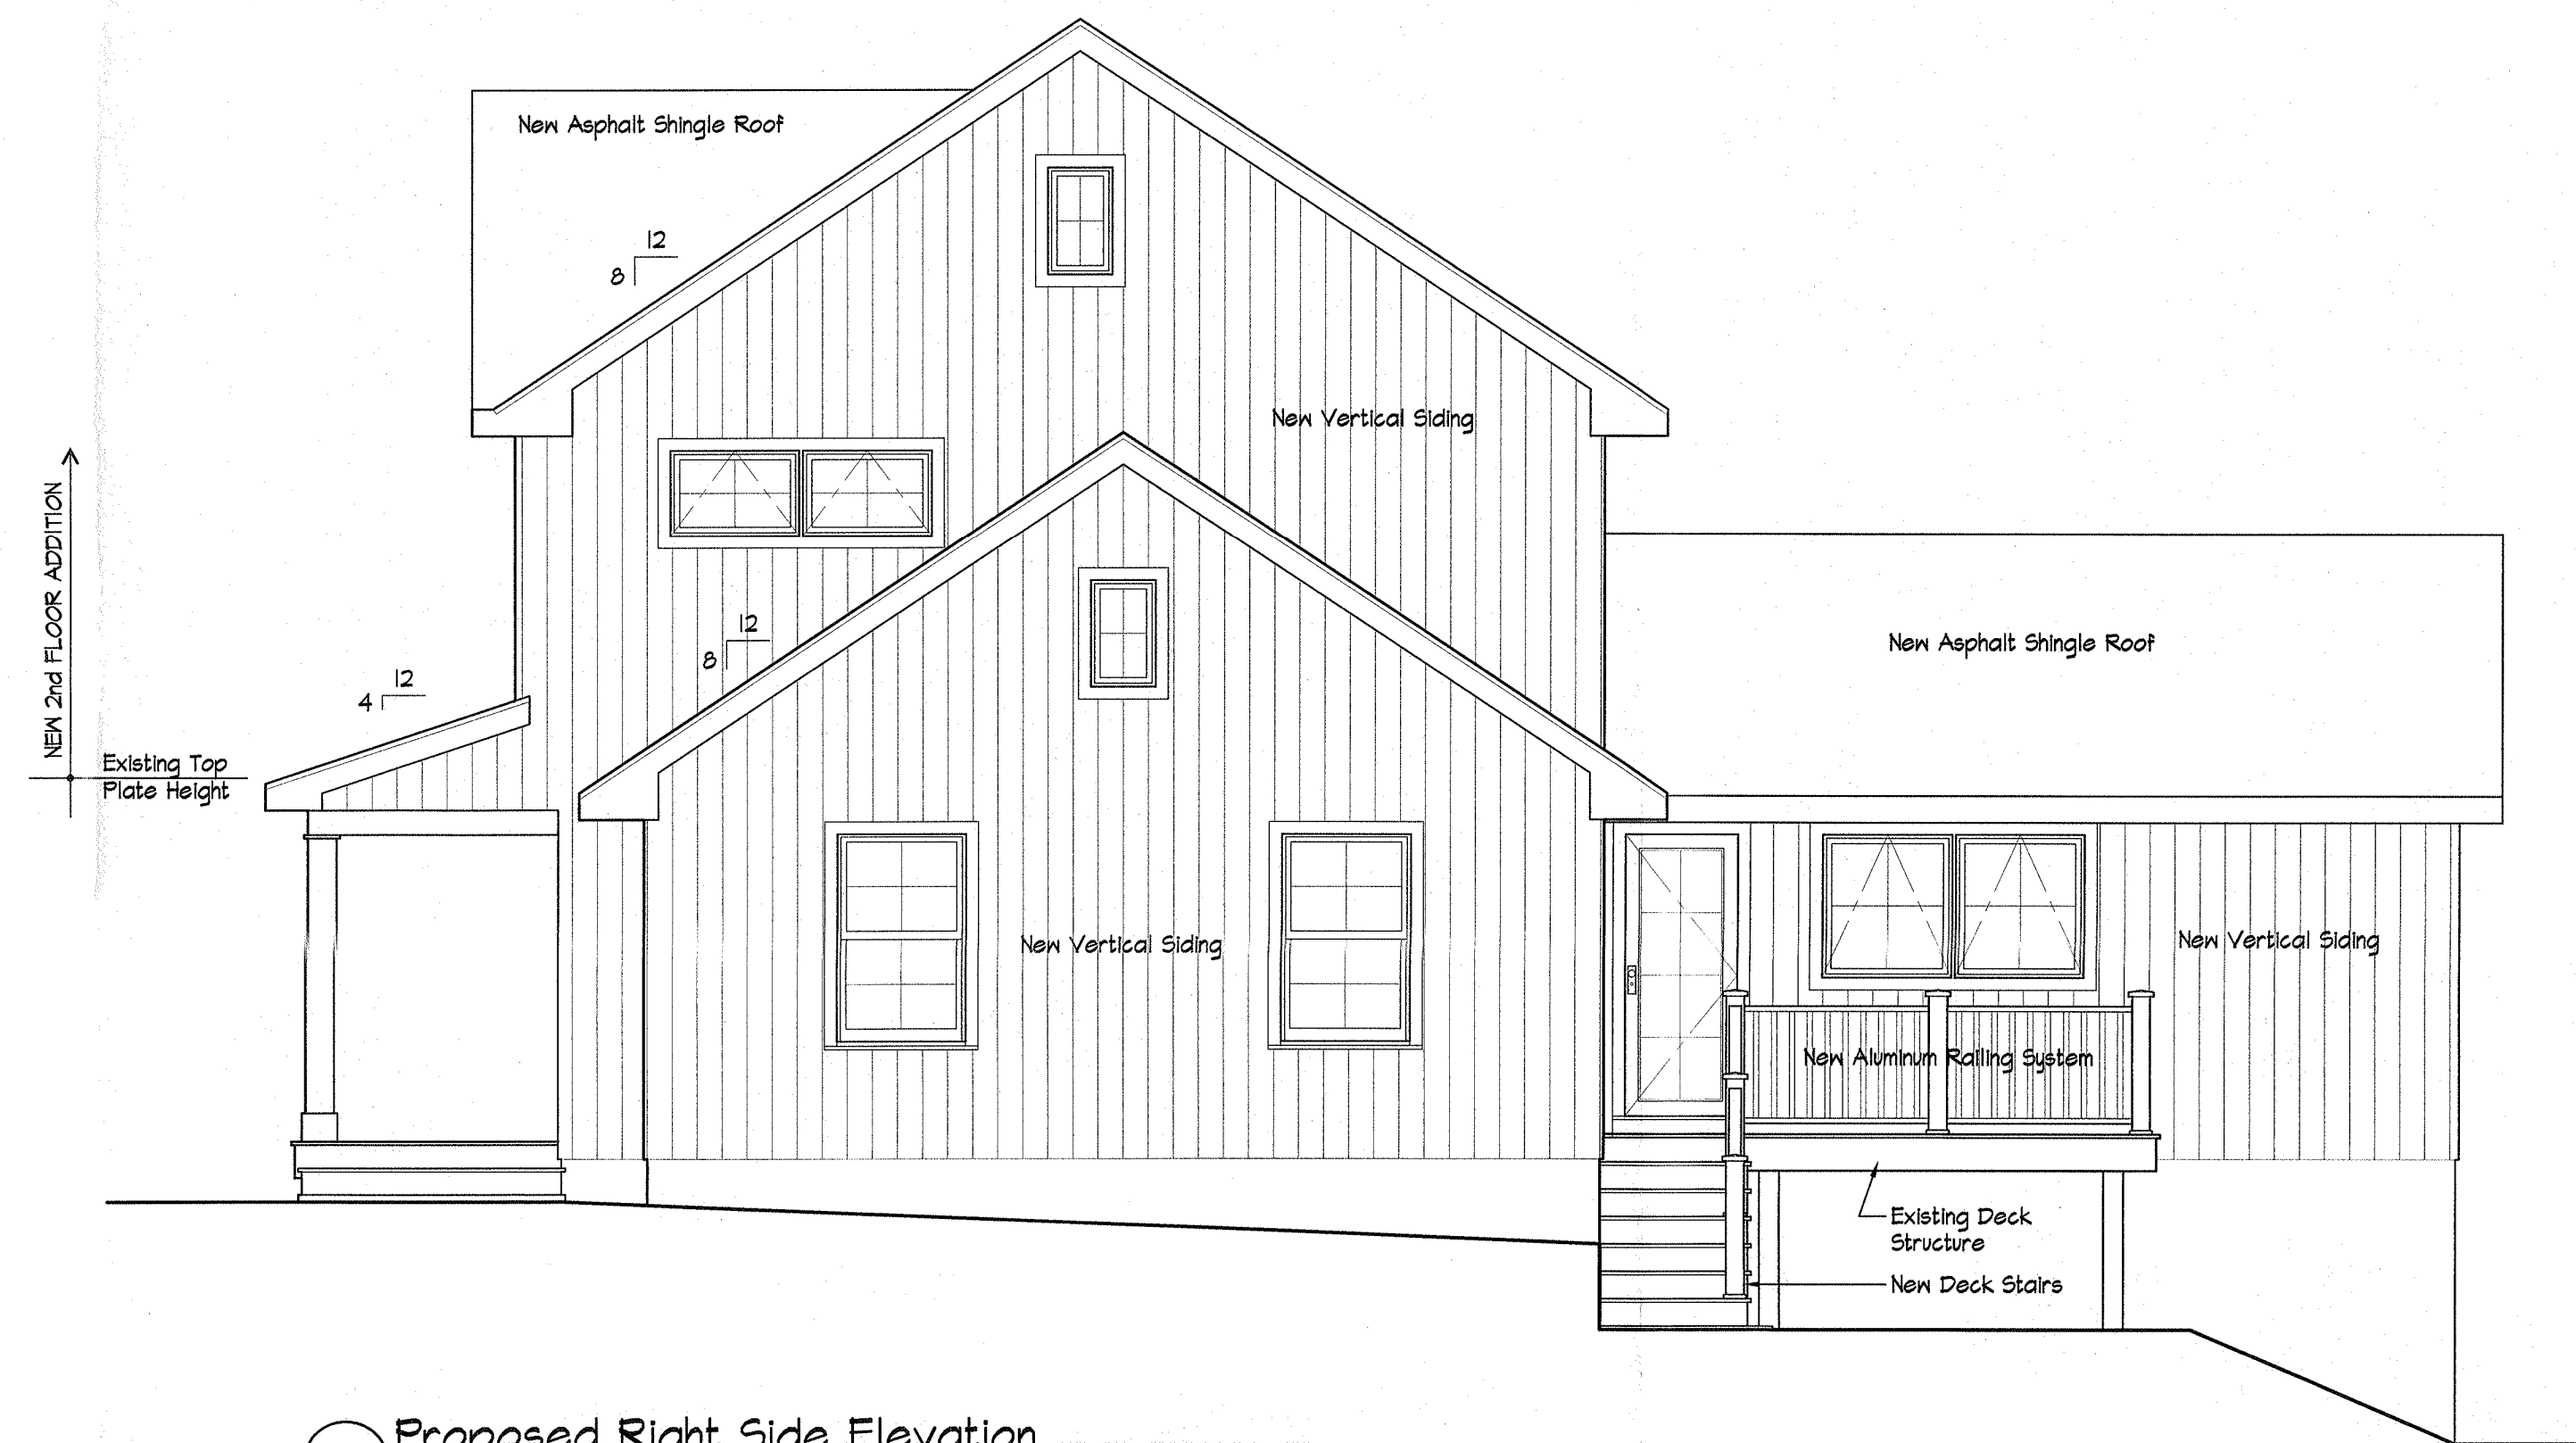 New Asphalt Shingle Roof
12
8
New Vertical Siding
NEW 2nd FLOOR ADDITION
12
8
New Asphalt Shingle Roof
12
4
Existing Top
Plate Height
New Vertical Siding
New Vertical Siding
New Aluminum Railing System
Existing Deck
Structure
New Deck Stairs
Proposed Right Side Elevation